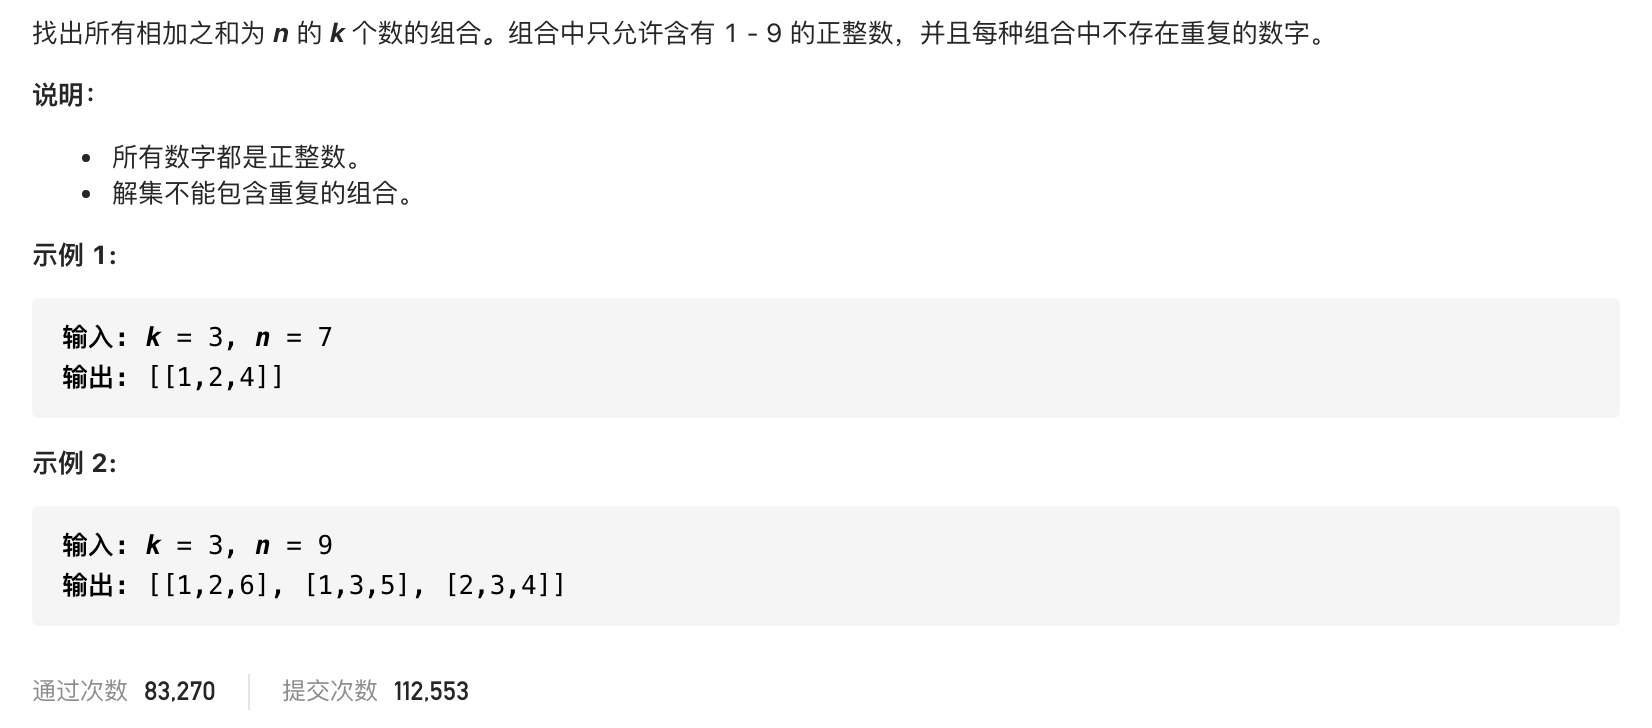 找出所有相加之和为 n 的 k 个数的组合。组合中只允许含有 1 - 9 的正整数，并且每种组合中不存在重复的数字。
说明：
• 所有数字都是正整数。
• 解集不能包含重复的组合。
示例 1:
输入: k = 3, n = 7
输出: [[1,2,4]]
示例 2:
输入: k = 3, n = 9
输出: [[1,2,6], [1,3,5], [2,3,4]]
通过次数 83,270 提交次数 112,553